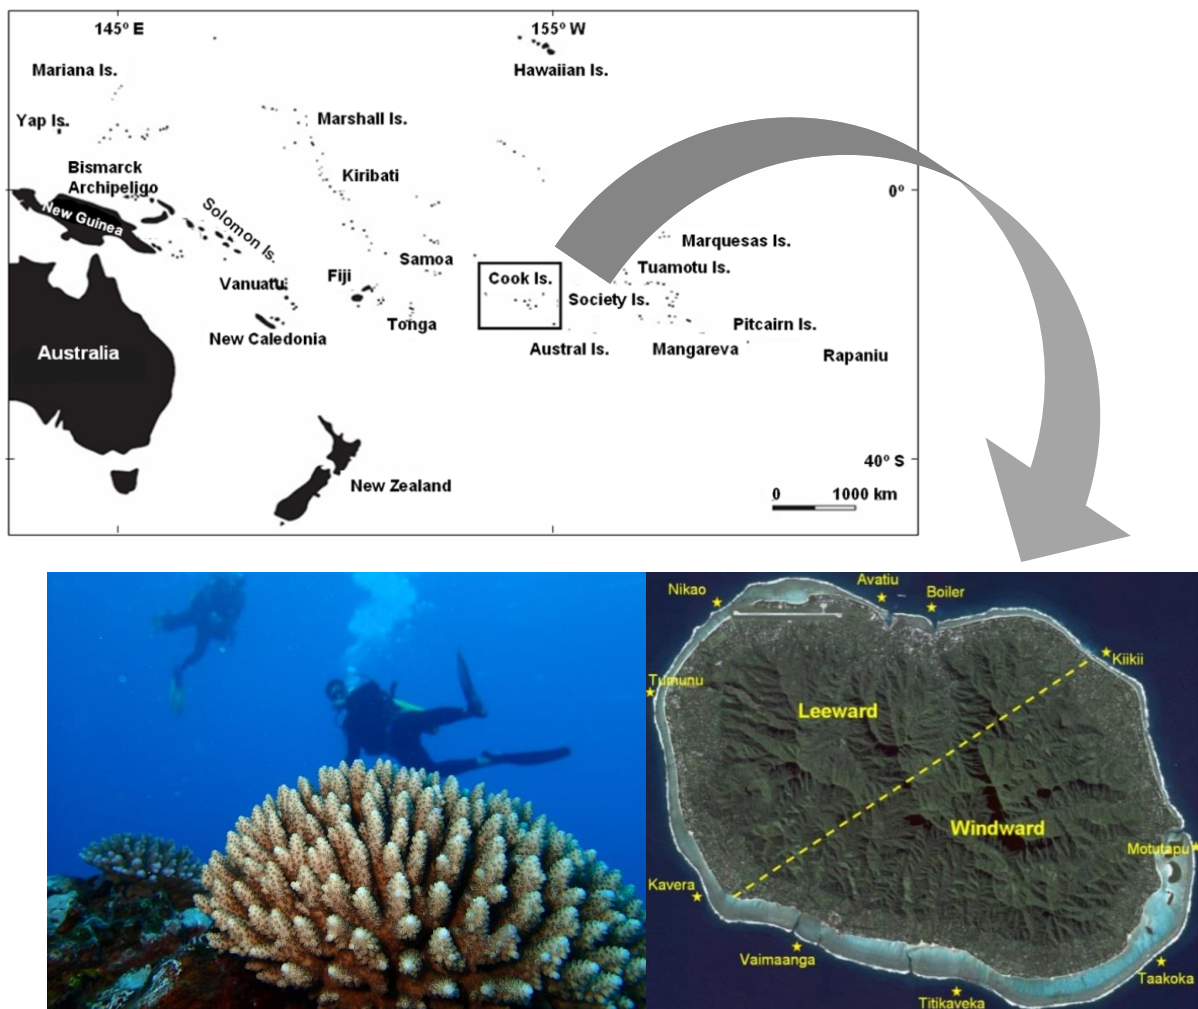 145º E
155º W
Mariana Is.
Hawaiian Is.
Yap Is.
Marshall Is.
Bismarck
Archipeligo
Kiribati
0º
New Guinea
Solomon Is.
Marquesas Is.
Samoa
Tuamotu Is.
Vanuatu
Fiji
Cook Is.
Society Is.
Tonga
Pitcairn Is.
New Caledonia
Australia
Austral Is.
Mangareva
Rapaniu
40º S
New Zealand
0 1000 km
Nikao
Avatiu
Boiler
Kiikii
Tumunu
Leeward
Windward
Motutapu
Kavera
Vaimaanga
Taakoka
Titikaveka